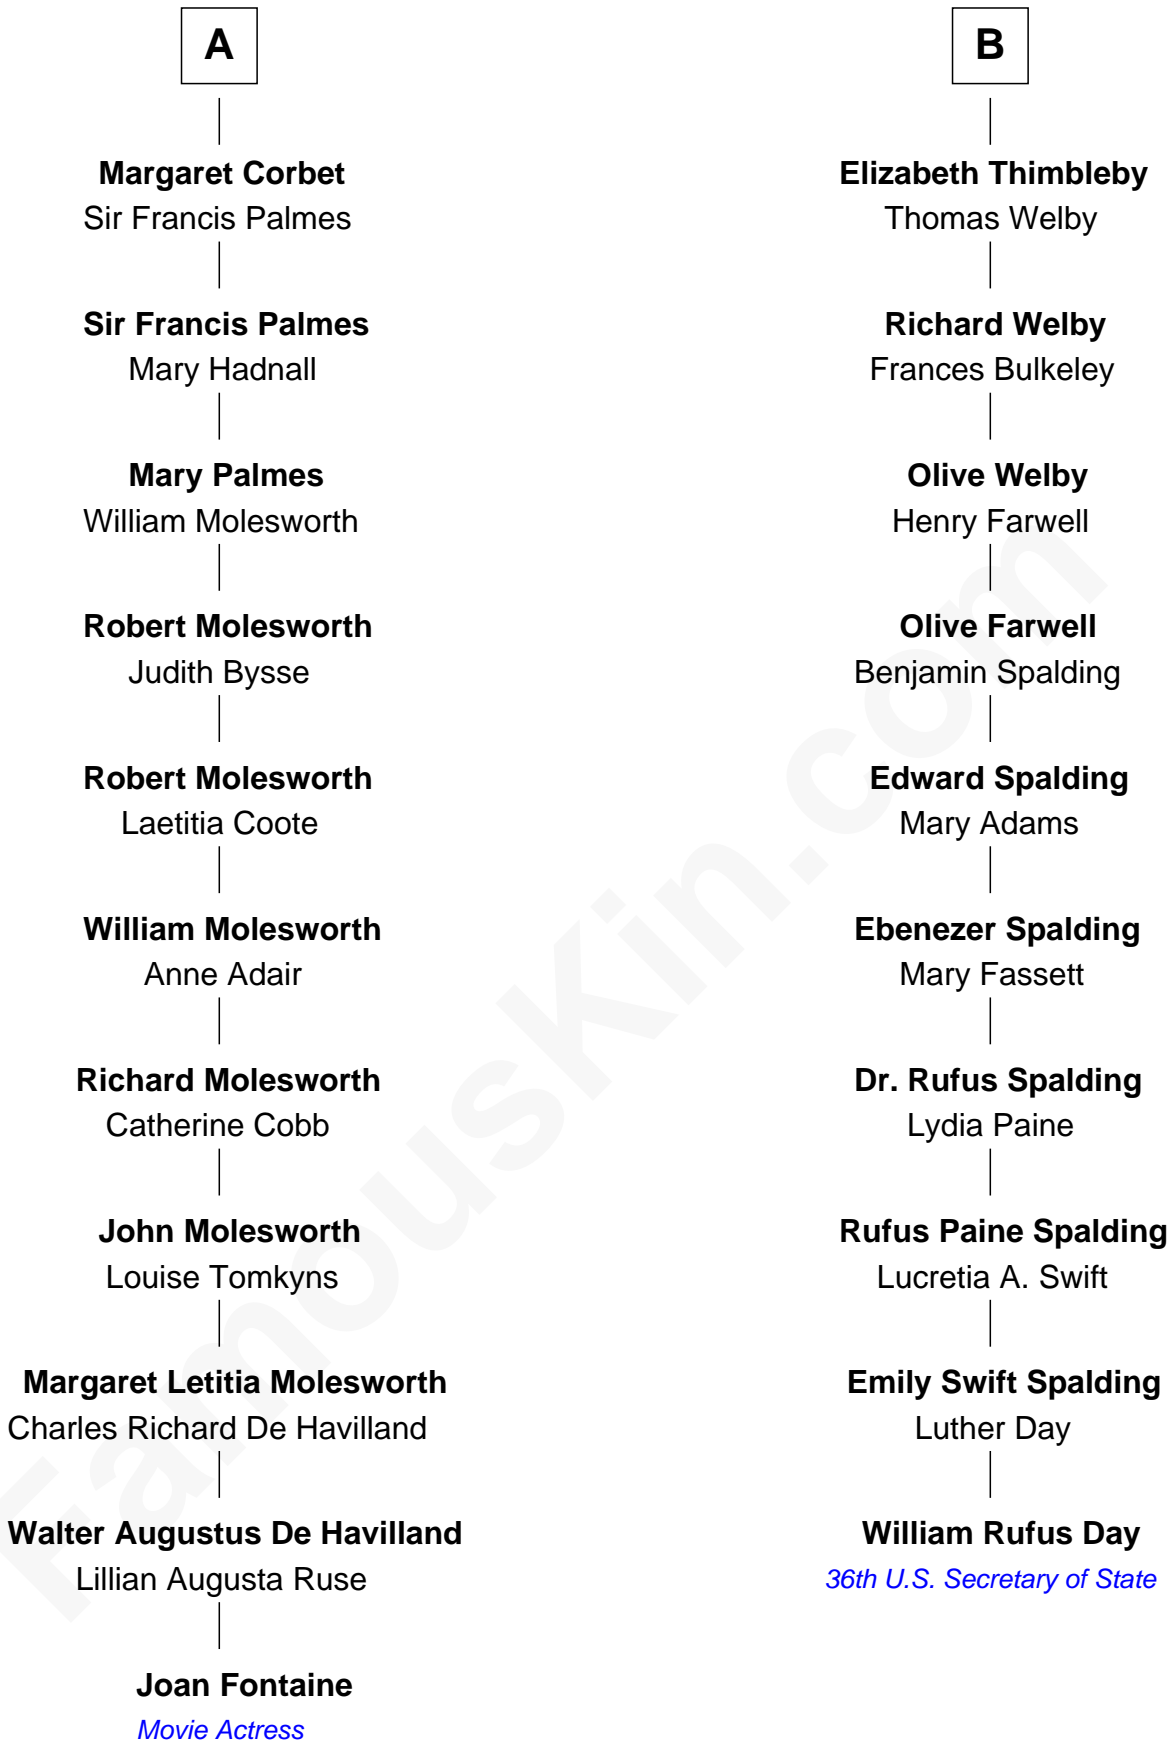 A
Margaret Corbet
Sir Francis Palmes
Sir Francis Palmes
Mary Hadnall
Mary Palmes
William Molesworth
Robert Molesworth
Judith Bysse
Robert Molesworth
Laetitia Coote
William Molesworth
Anne Adair
Richard Molesworth
Catherine Cobb
John Molesworth
Louise Tomkyns
Margaret Letitia Molesworth
Charles Richard De Havilland
Walter Augustus De Havilland
Lillian Augusta Ruse
Joan Fontaine
Movie Actress
B
Elizabeth Thimbleby
Thomas Welby
Richard Welby
Frances Bulkeley
Olive Welby
Henry Farwell
Olive Farwell
Benjamin Spalding
Edward Spalding
Mary Adams
Ebenezer Spalding
Mary Fassett
Dr. Rufus Spalding
Lydia Paine
Rufus Paine Spalding
Lucretia A. Swift
Emily Swift Spalding
Luther Day
William Rufus Day
36th U.S. Secretary of State
FamousKin.com